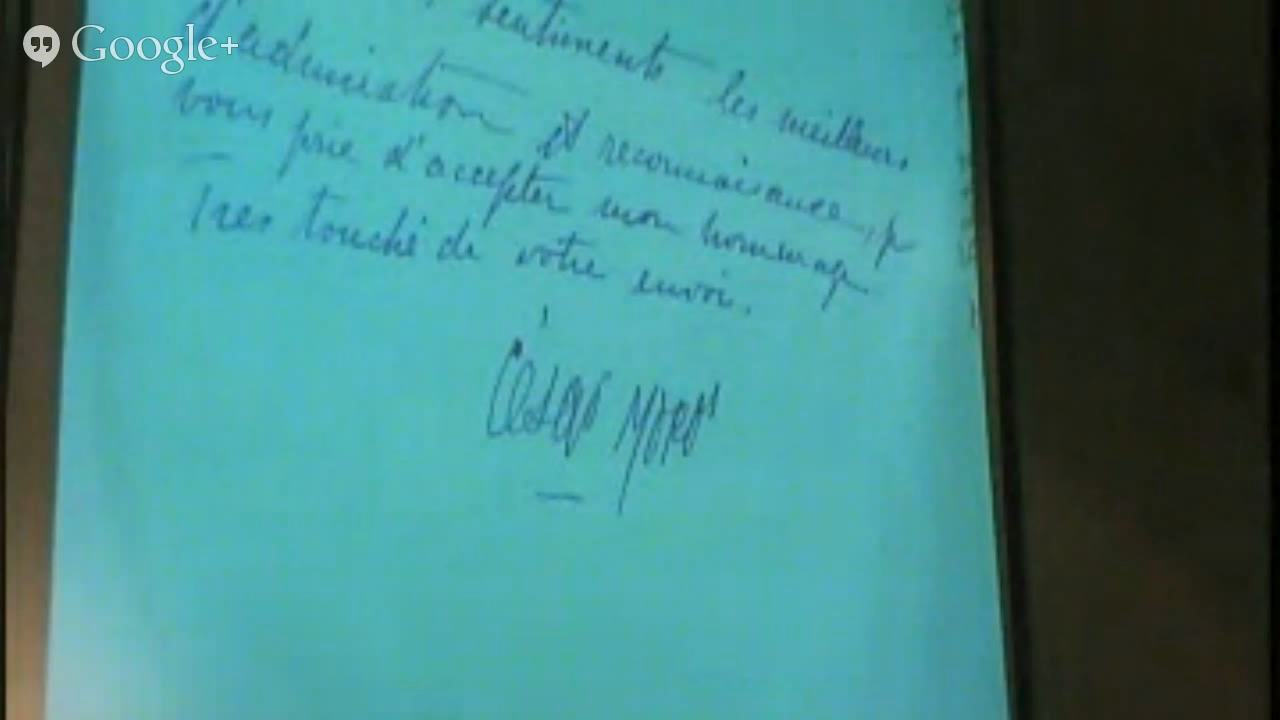 Google+
sentiments les meilleurs,
d'admiration et reconnaissance, je
vous prie d'accepter mon hommage
Tres touché de votre envoi.
César Moro